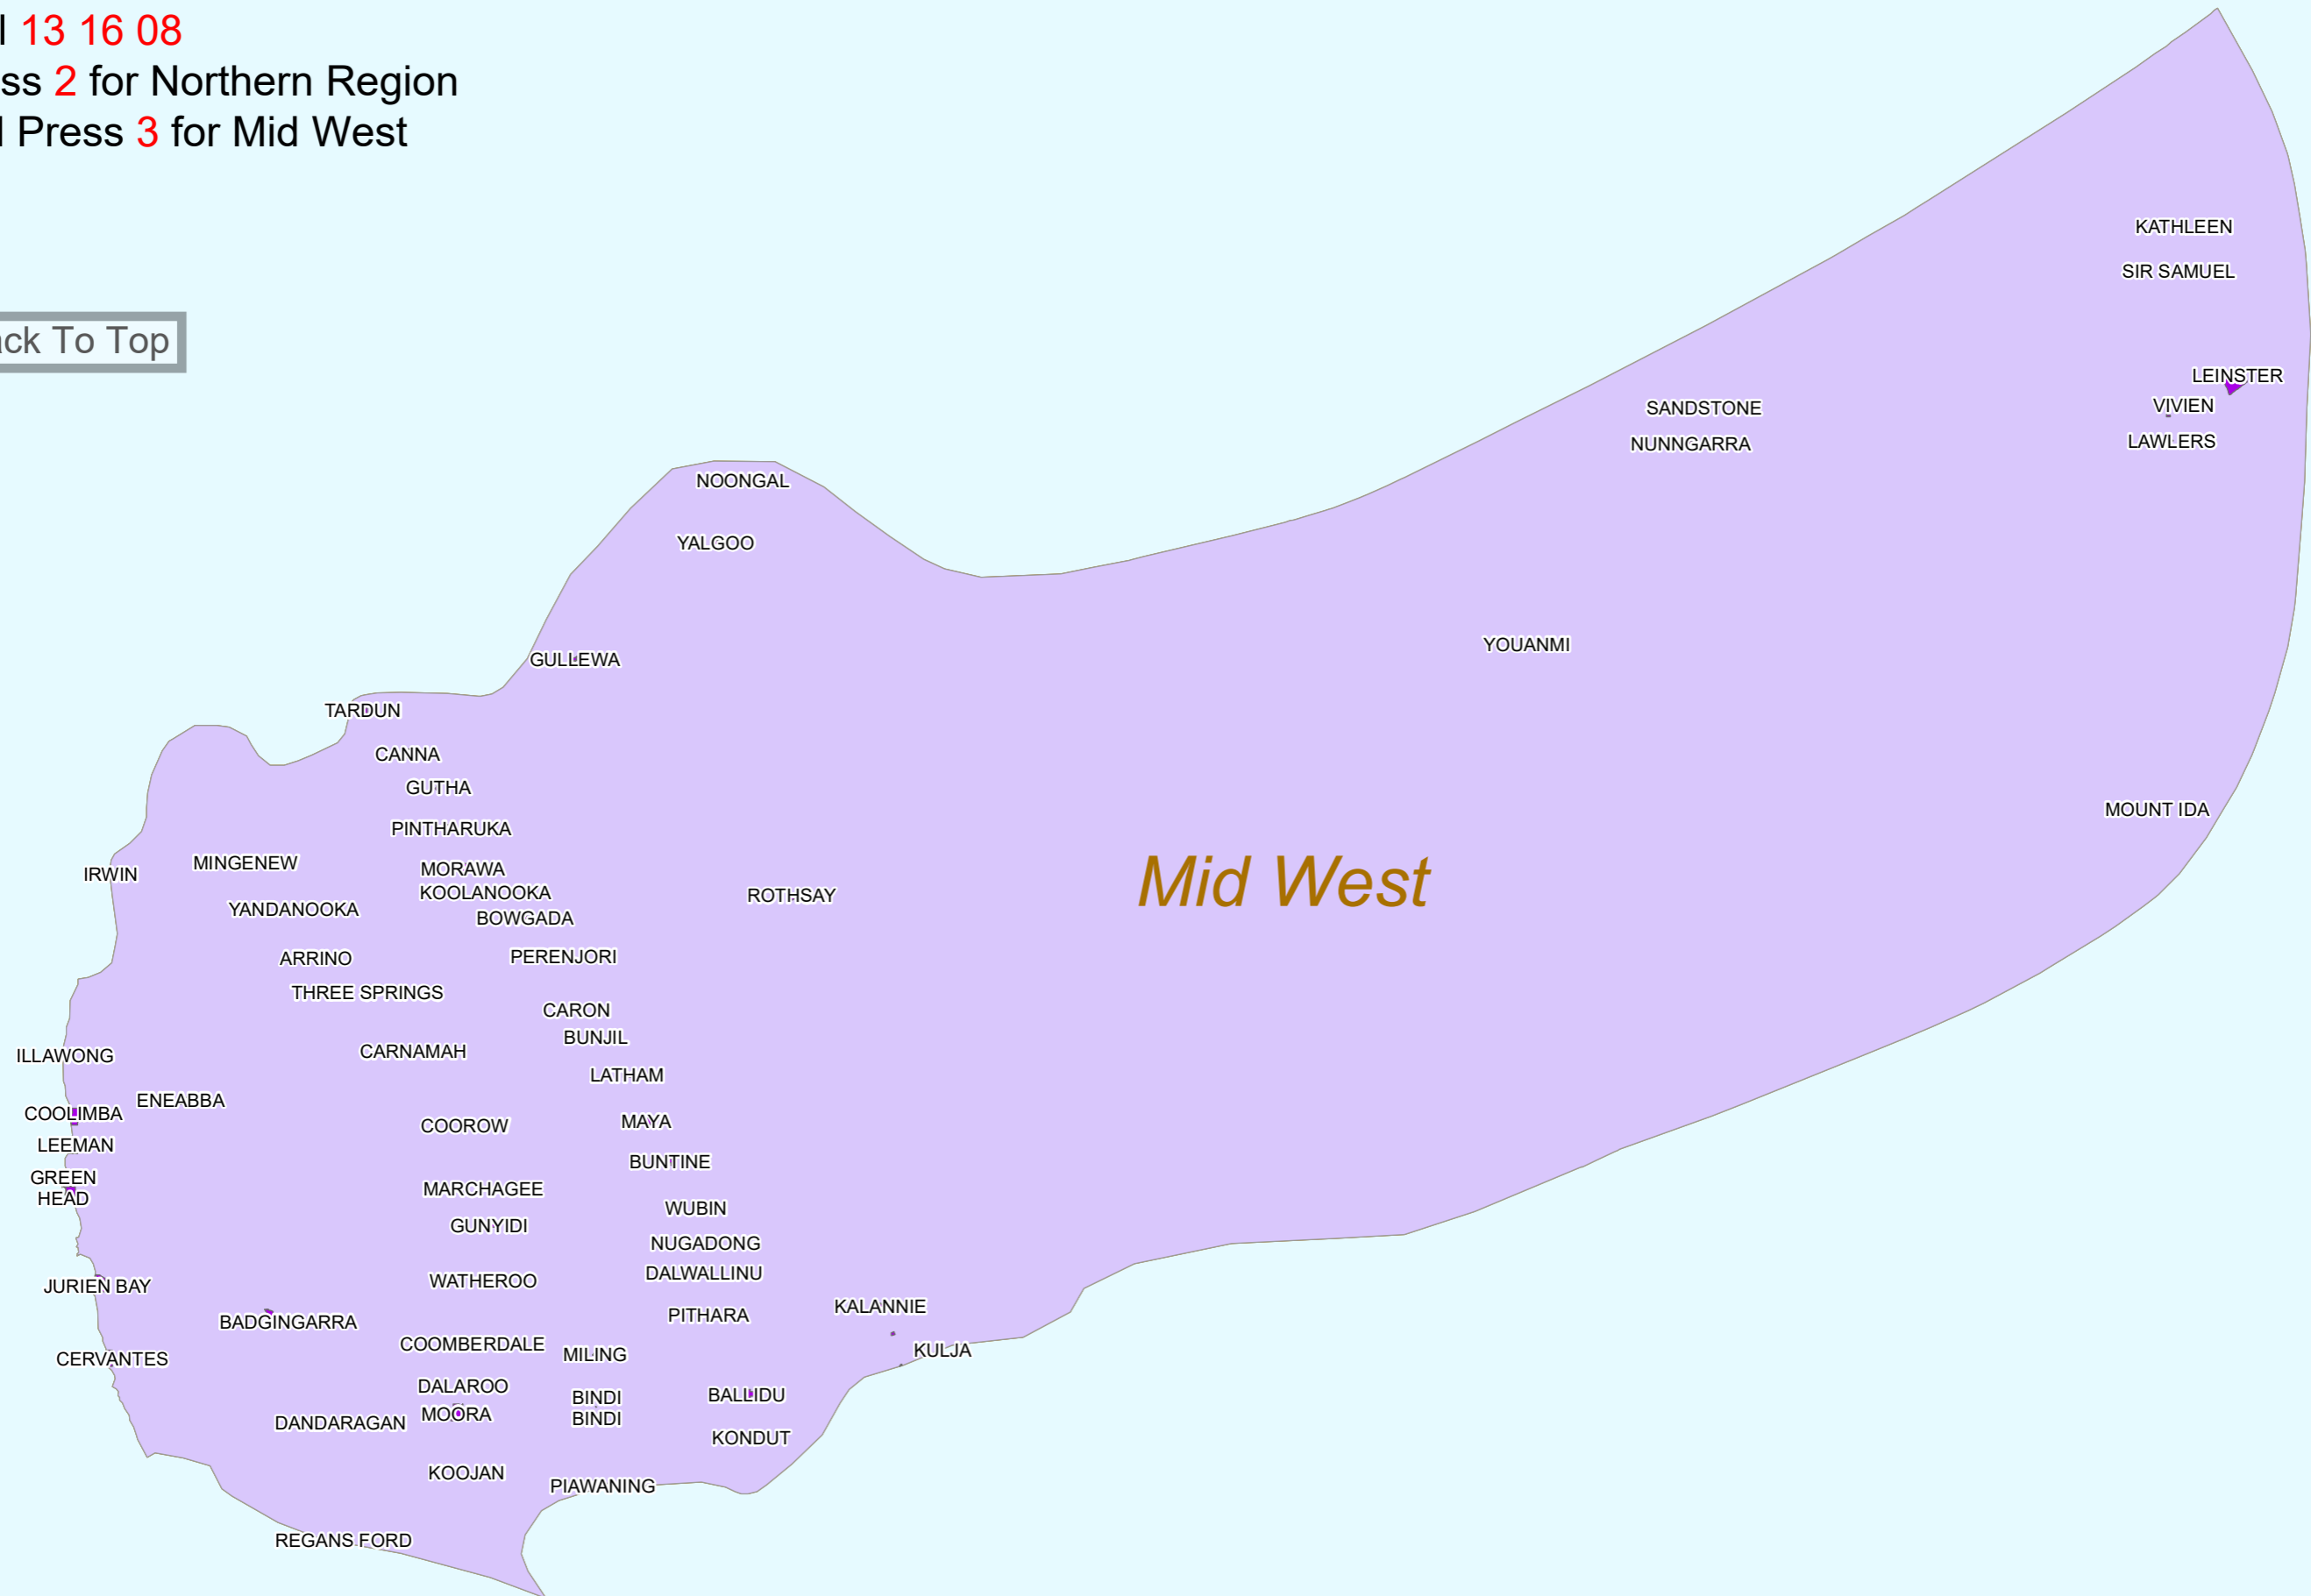 l 13 16 08
ss 2 for Northern Region
l Press 3 for Mid West
ack To Top
KATHLEEN
SIR SAMUEL
LEINSTER
VIVIEN
LAWLERS
SANDSTONE
NUNNGARRA
NOONGAL
YALGOO
YOUANMI
GULLEWA
TARDUN
CANNA
GUTHA
MOUNT IDA
PINTHARUKA
MINGENEW
IRWIN
MORAWA
KOOLANOOKA
ROTHSAY
Mid West
YANDANOOKA
BOWGADA
ARRINO
PERENJORI
THREE SPRINGS
CARON
BUNJIL
ILLAWONG
CARNAMAH
LATHAM
ENEABBA
COOLIMBA
COOROW
MAYA
LEEMAN
BUNTINE
GREEN
HEAD
MARCHAGEE
WUBIN
GUNYIDI
NUGADONG
DALWALLINU
JURIEN BAY
WATHEROO
KALANNIE
BADGINGARRA
PITHARA
COOMBERDALE
MILING
KULJA
CERVANTES
DALAROO
BINDI
BINDI
BALLIDU
MOORA
DANDARAGAN
KONDUT
KOOJAN
PIAWANING
REGANS FORD